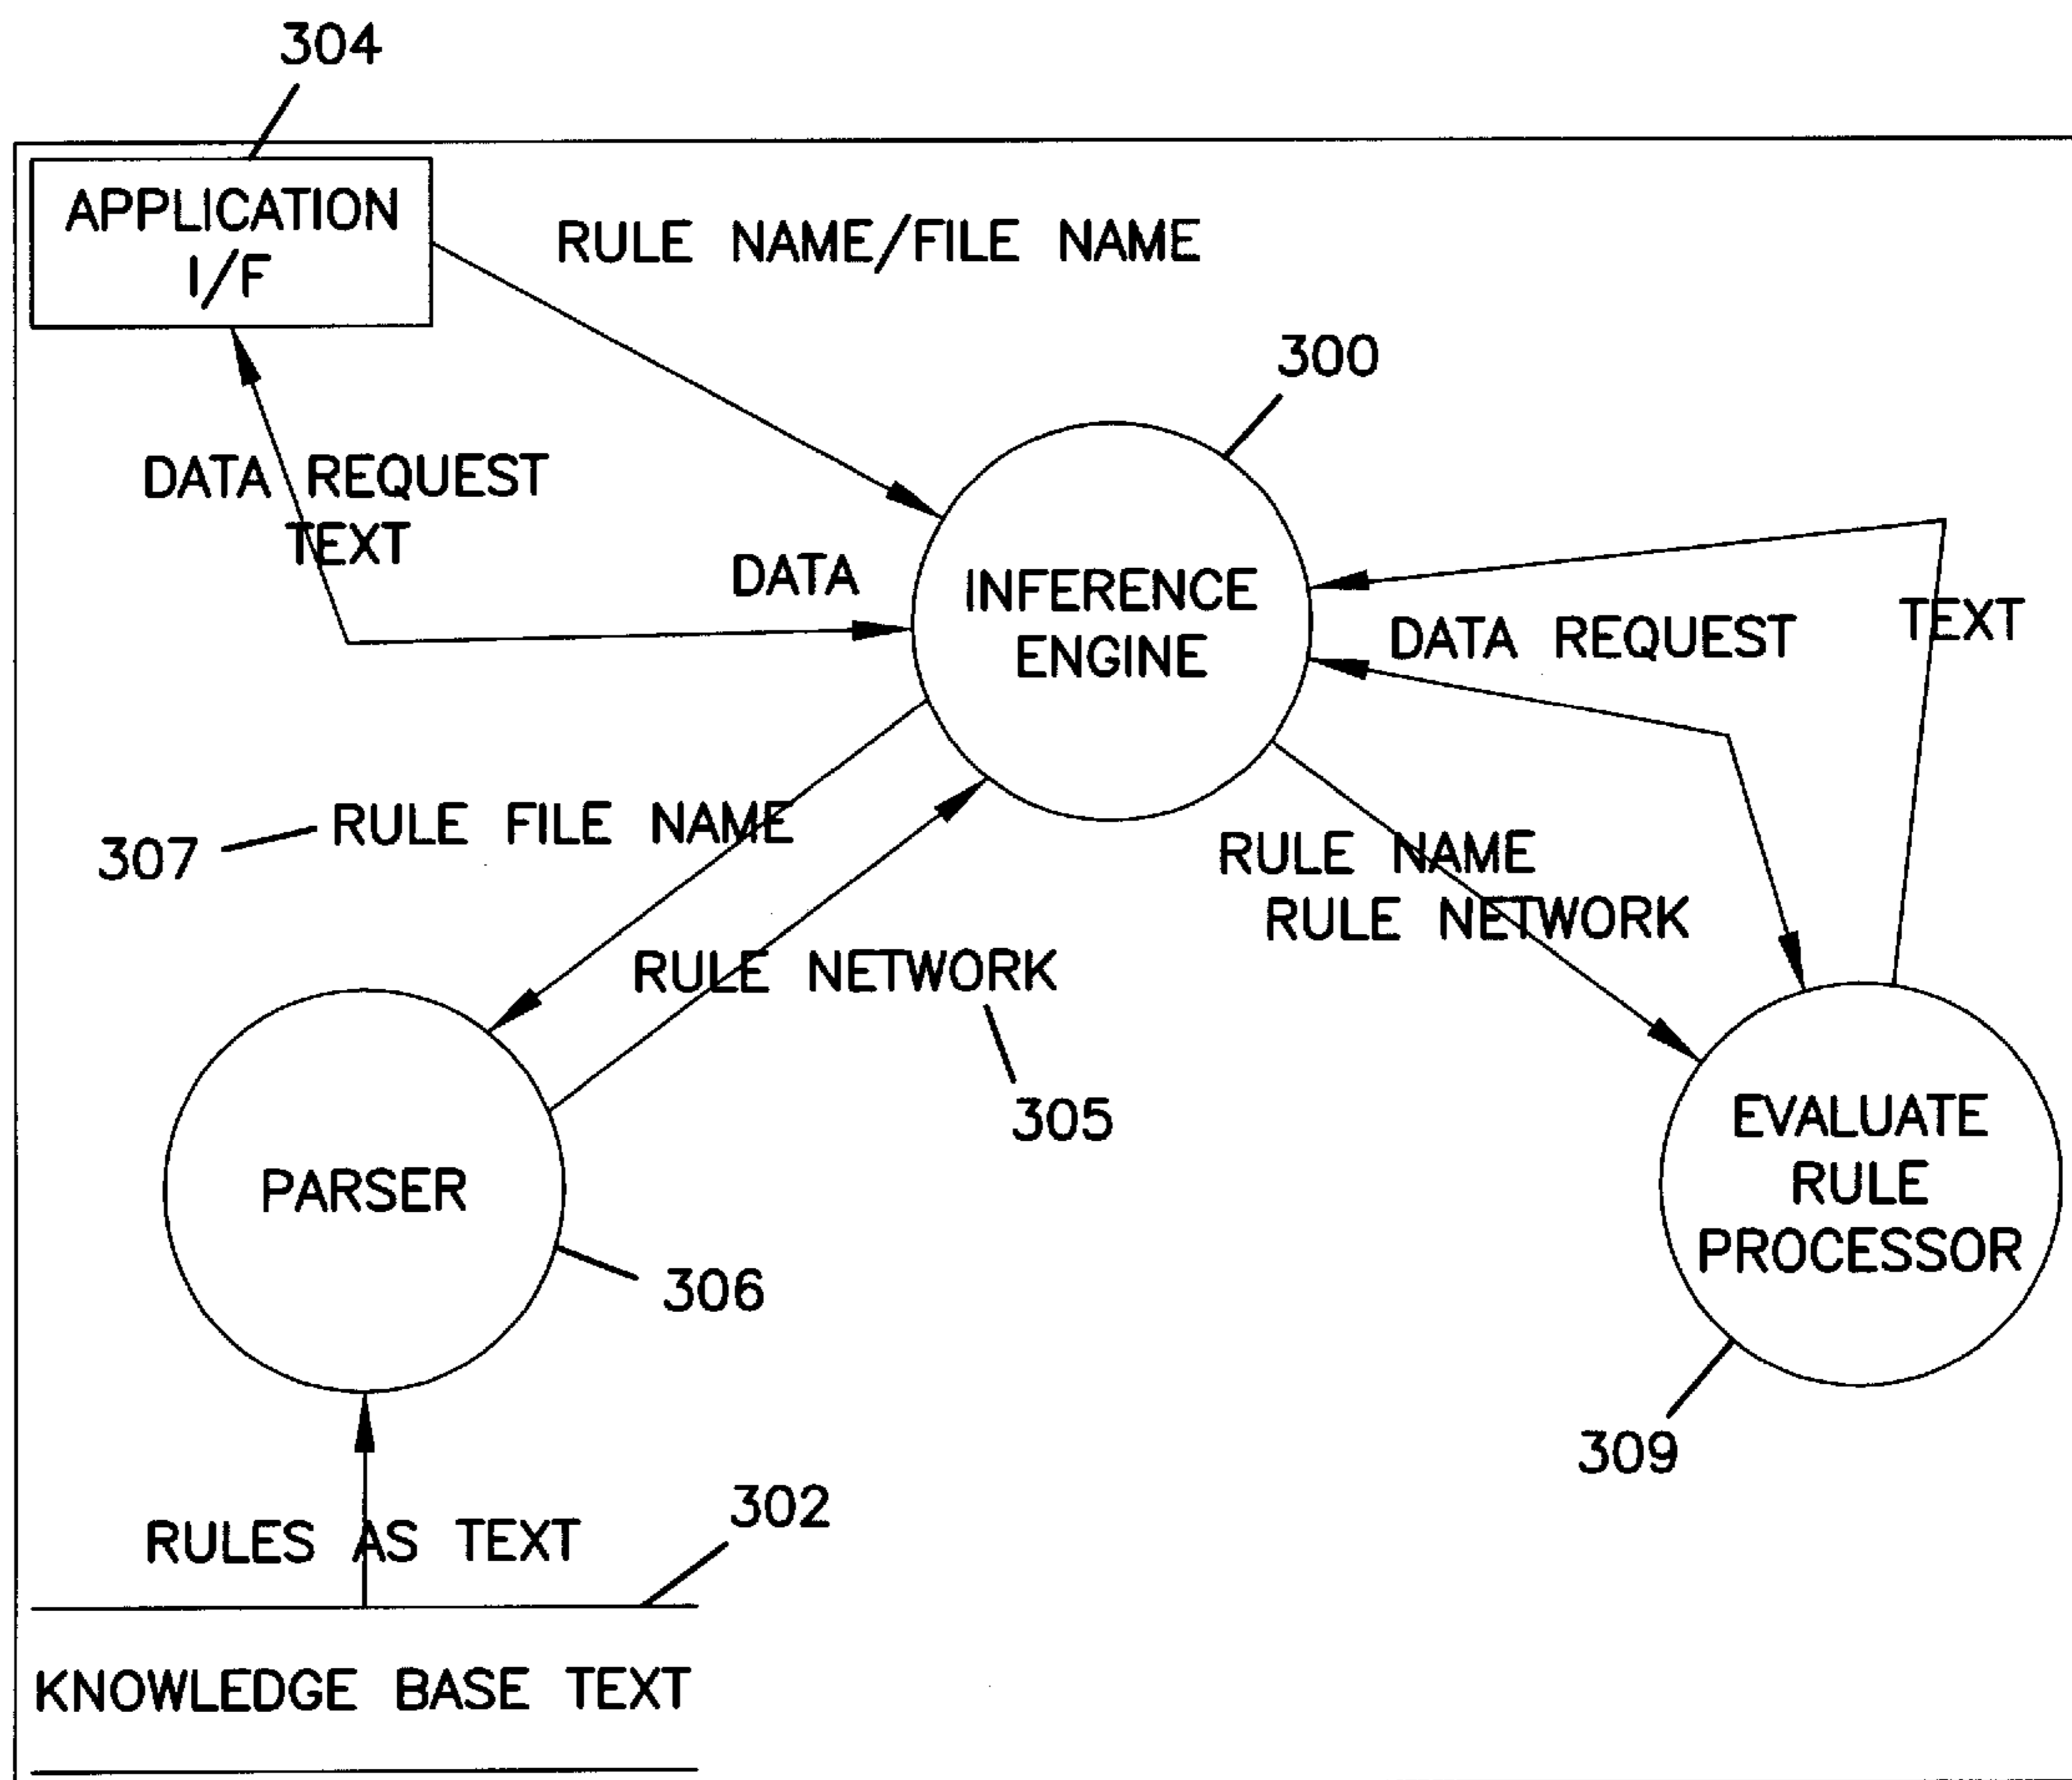 304
APPLICATION
I/F
RULE NAME/FILE NAME
300
DATA REQUEST
TEXT
DATA
INFERENCE
ENGINE
DATA REQUEST
TEXT
307
RULE FILE NAME
RULE NAME
RULE NETWORK
RULE NETWORK
305
PARSER
306
EVALUATE
RULE
PROCESSOR
309
RULES AS TEXT
302
KNOWLEDGE BASE TEXT